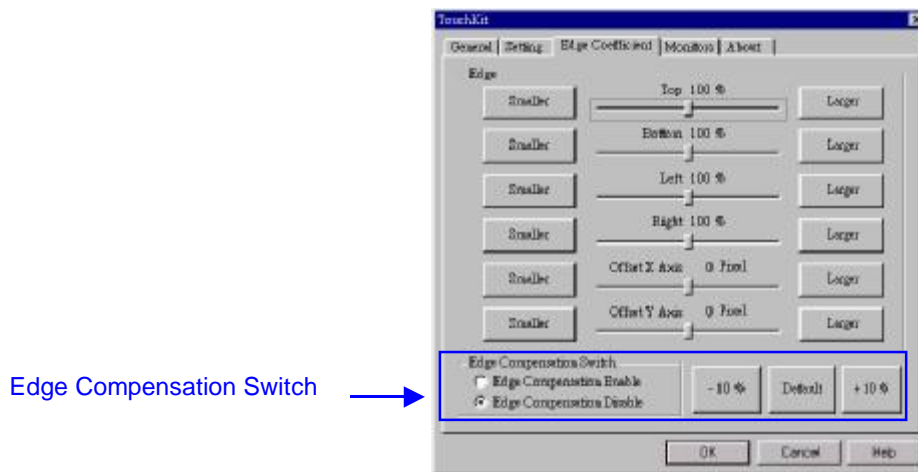 TouchKit
General Setting Edge Coefficient Monitors About
Edge
Top 100 %
Smaller Larger
Bottom 100 %
Smaller Larger
Left 100 %
Smaller Larger
Right 100 %
Smaller Larger
Offset X Axis 0 Pixel
Smaller Larger
Offset Y Axis 0 Pixel
Smaller Larger
Edge Compensation Switch
Edge Compensation Switch
Edge Compensation Enable
Edge Compensation Disable
-10 % Default +10 %
OK Cancel Help